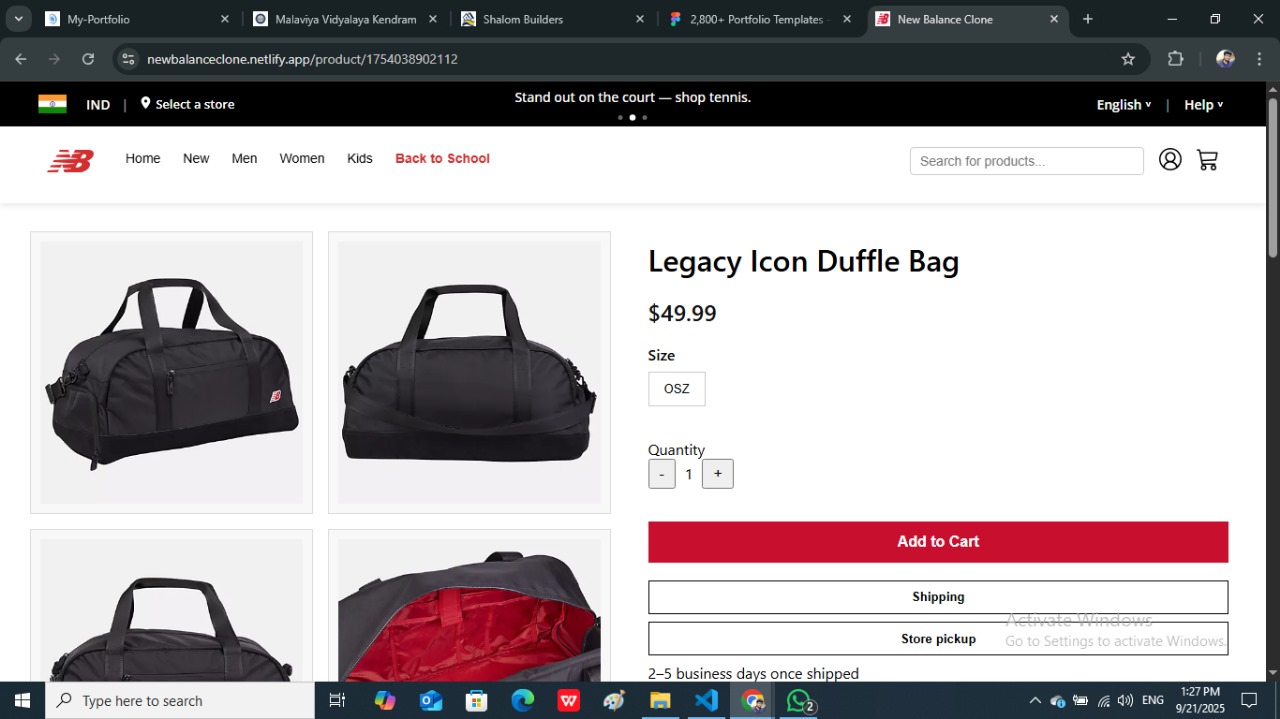 My-Portfolio
Malaviya Vidyalaya Kendram
Shalom Builders
2,800+ Portfolio Templates
New Balance Clone
newbalanceclone.netlify.app/product/1754038902112
IND | Select a store
Stand out on the court — shop tennis.
English | Help
NB
Home New Men Women Kids Back to School
Search for products...
Legacy Icon Duffle Bag
$49.99
Size
OSZ
Quantity
- 1 +
Add to Cart
Shipping
Store pickup
2–5 business days once shipped
Activate Windows
Go to Settings to activate Windows.
Type here to search
W
2
ENG
1:27 PM
9/21/2025